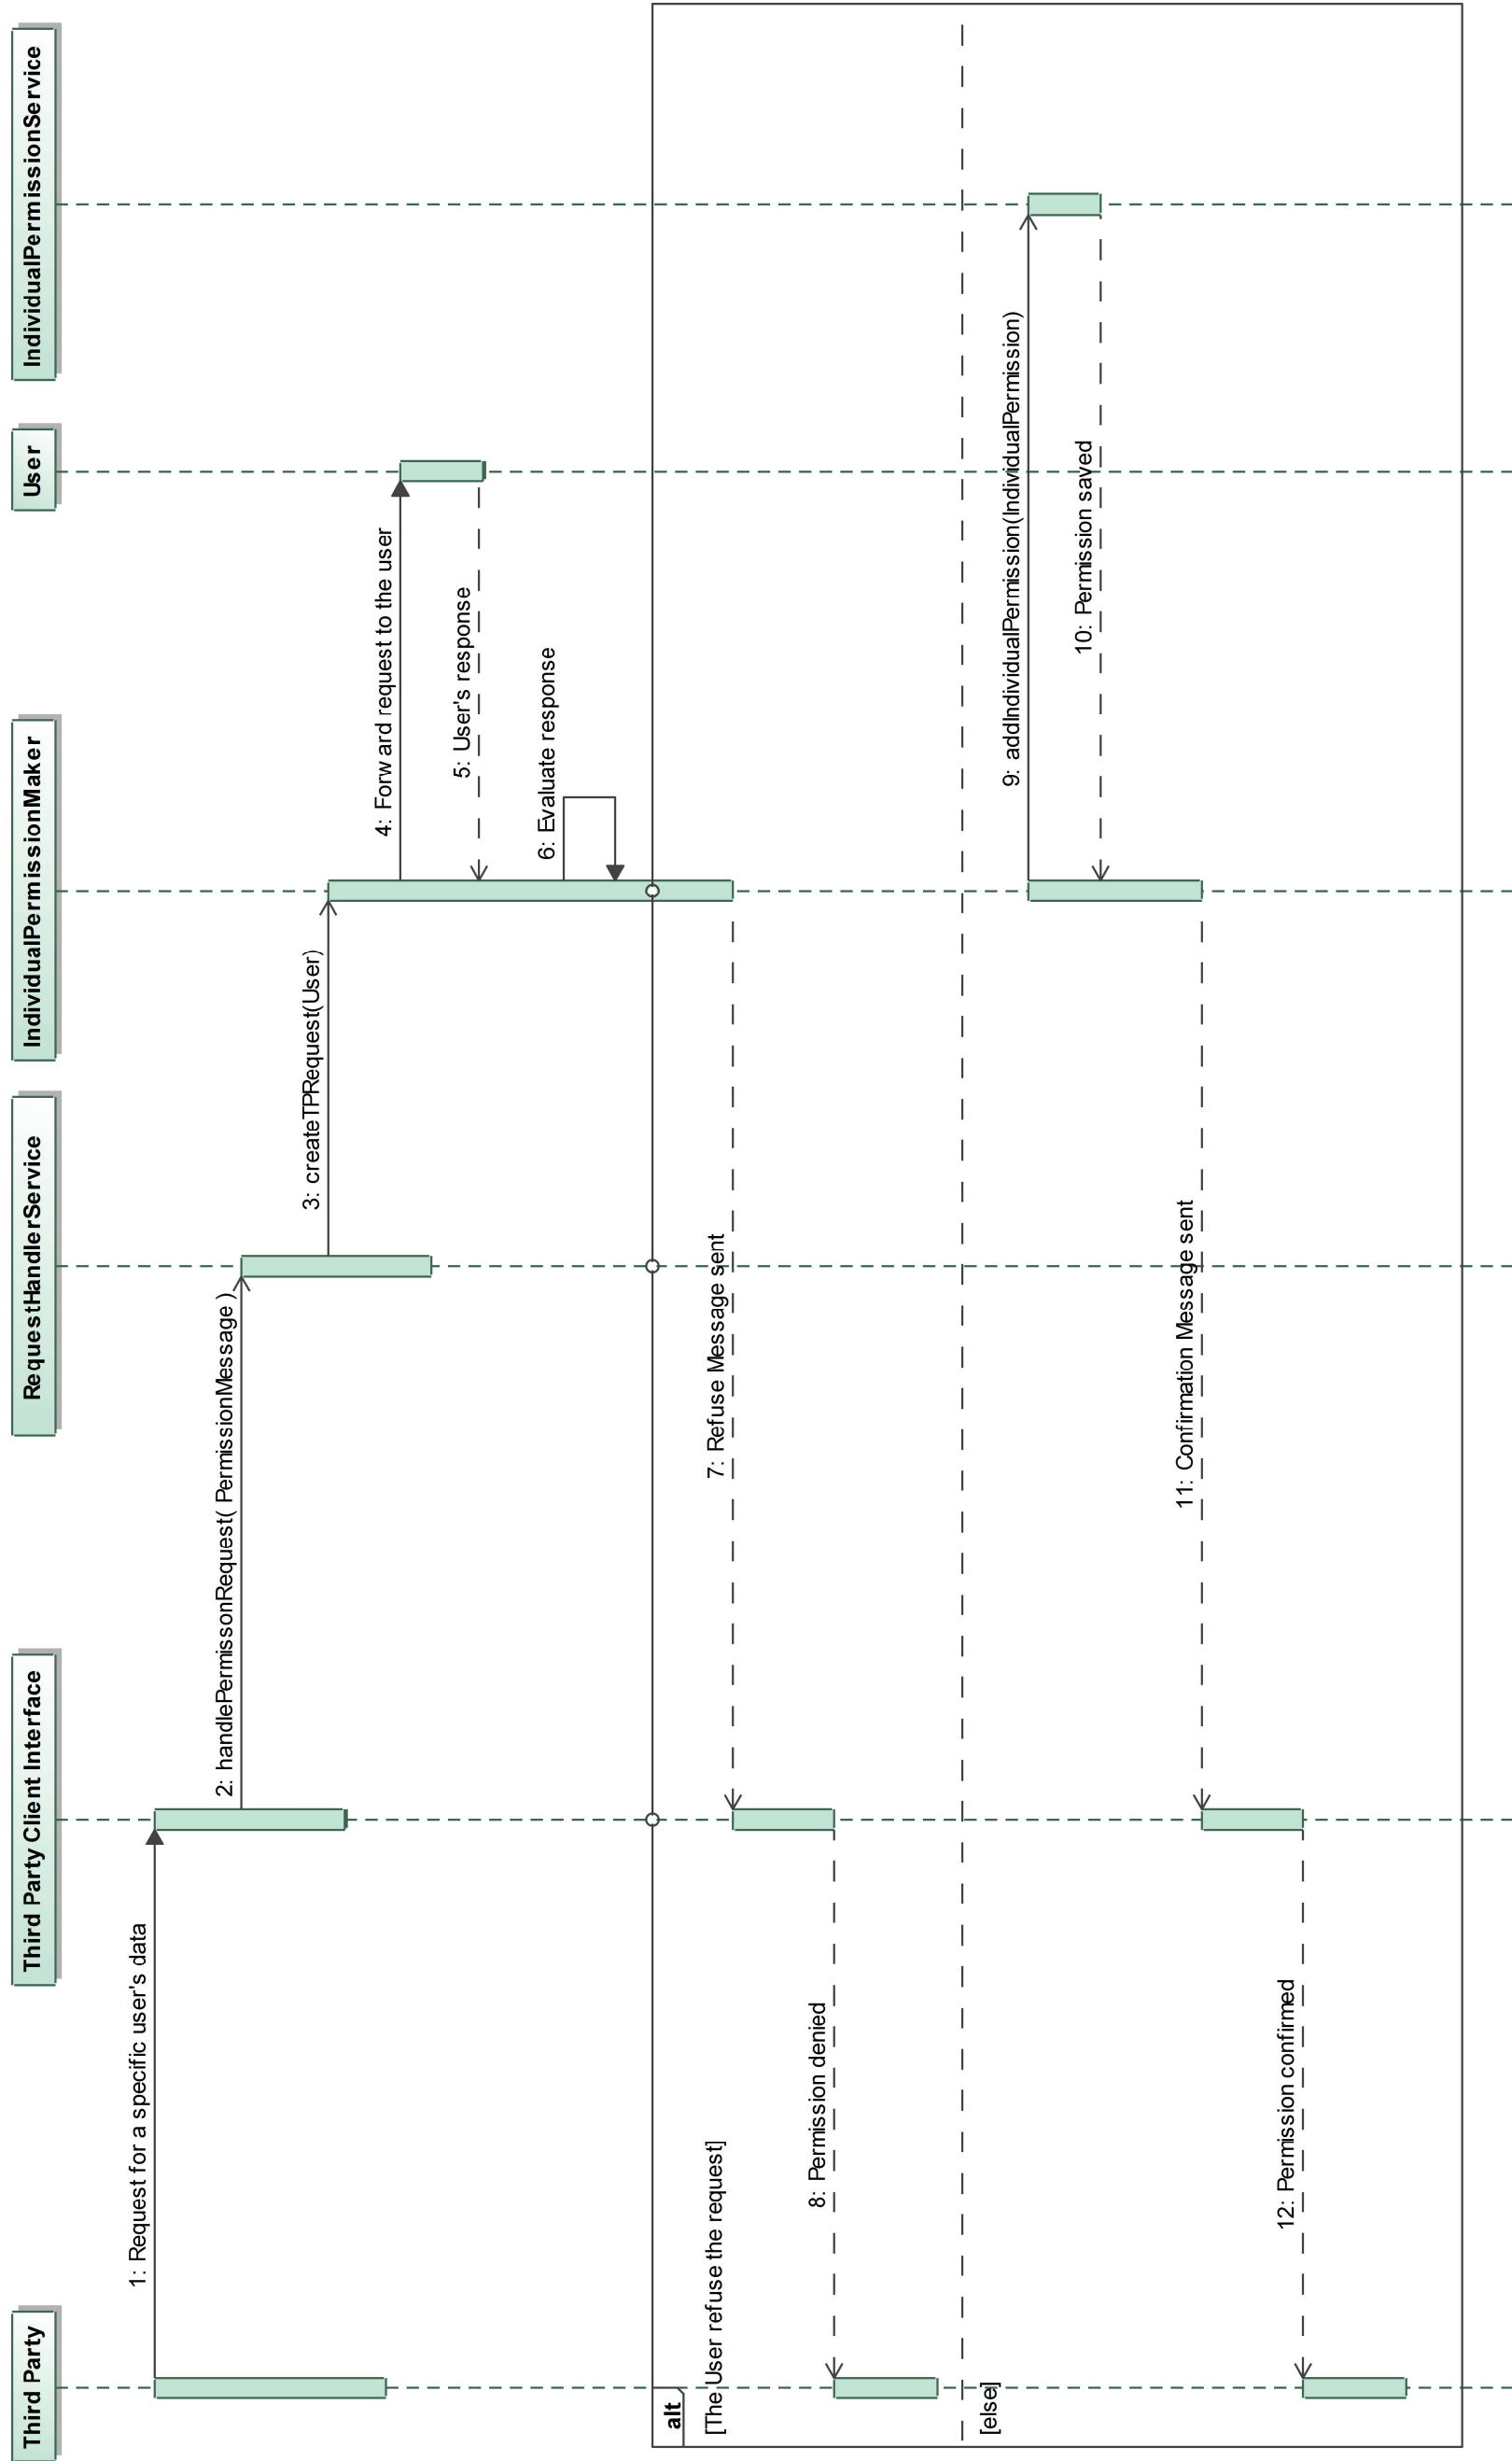 Third Party
Third Party Client Interface
RequestHandlerService
IndividualPermissionMaker
User
IndividualPermissionService
1: Request for a specific user's data
2: handlePermissonRequest( PermissionMessage )
3: createTPRequest(User)
4: Forward request to the user
5: User's response
6: Evaluate response
alt
[The User refuse the request]
7: Refuse Message sent
8: Permission denied
[else]
9: addIndividualPermission(IndividualPermission)
10: Permission saved
11: Confirmation Message sent
12: Permission confirmed